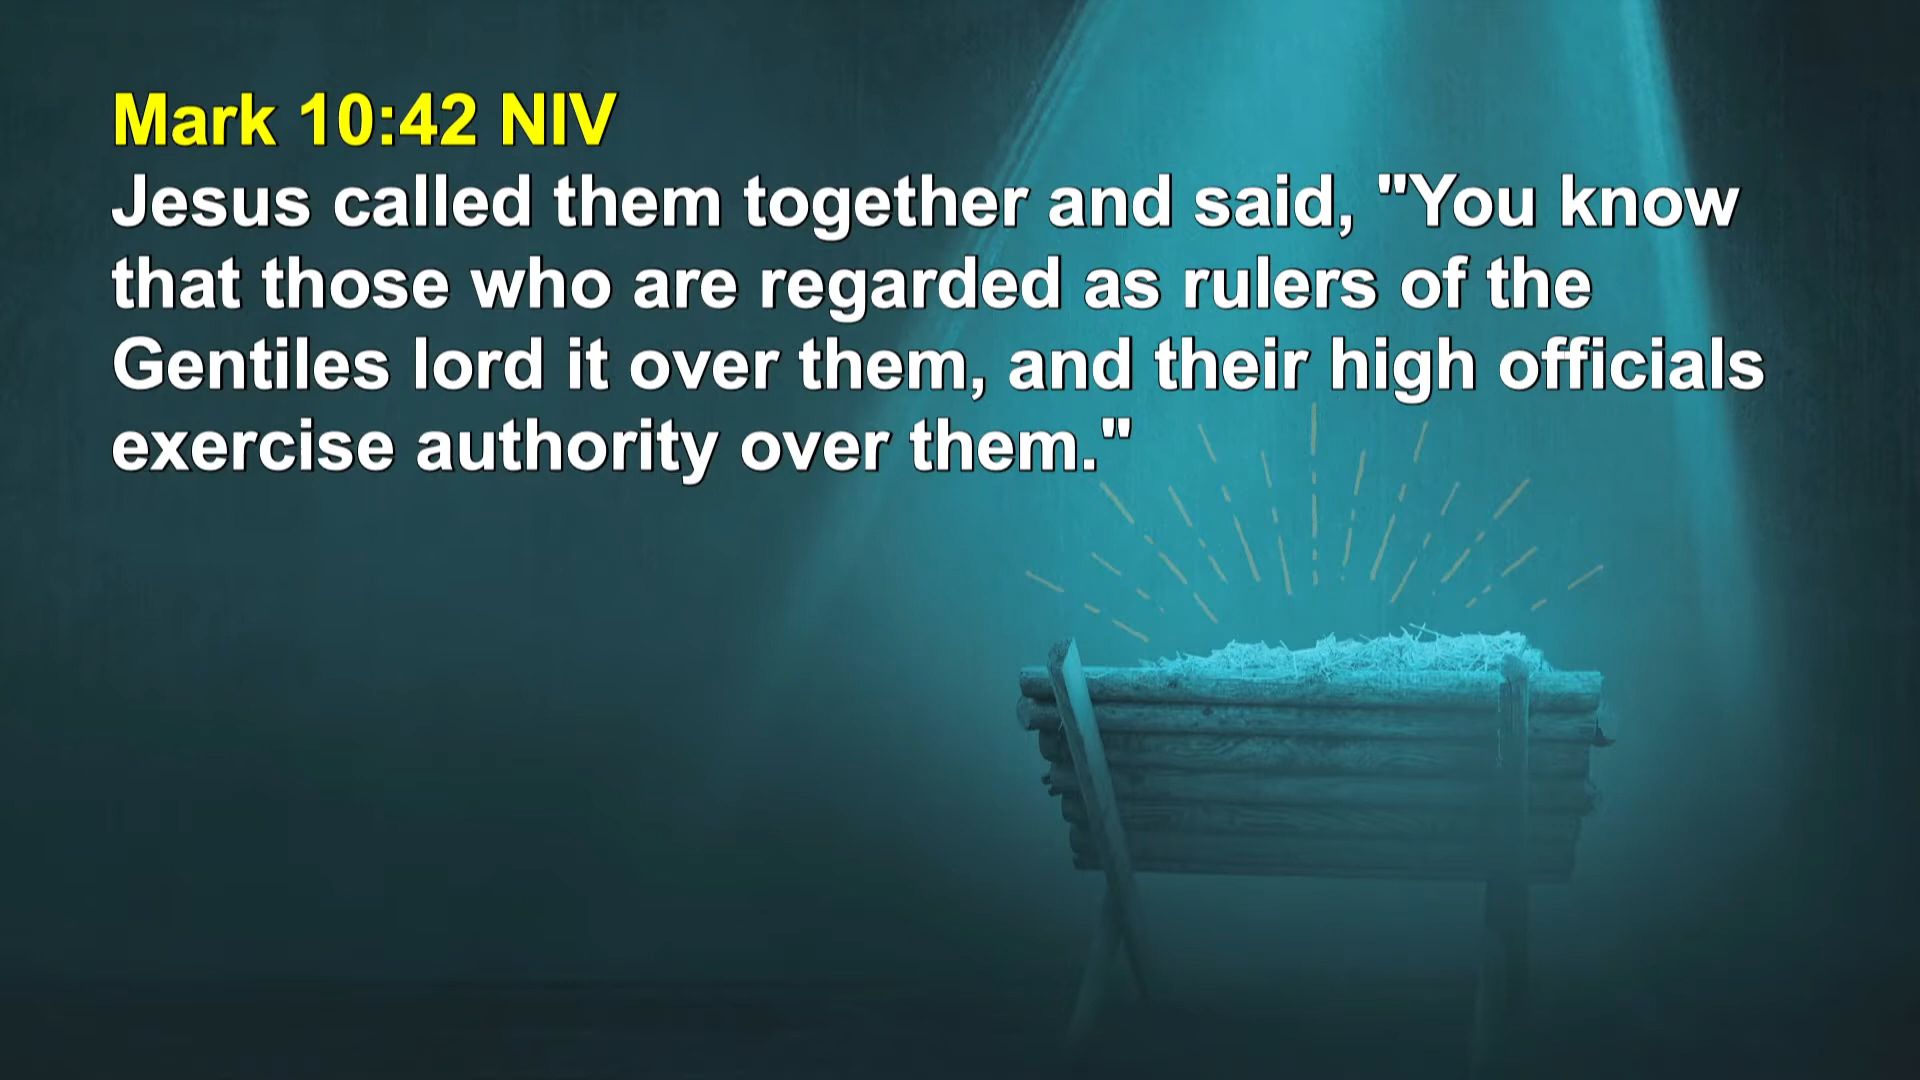 Mark 10:42 NIV
Jesus called them together and said, "You know
that those who are regarded as rulers of the
Gentiles lord it over them, and their high officials
exercise authority over them."